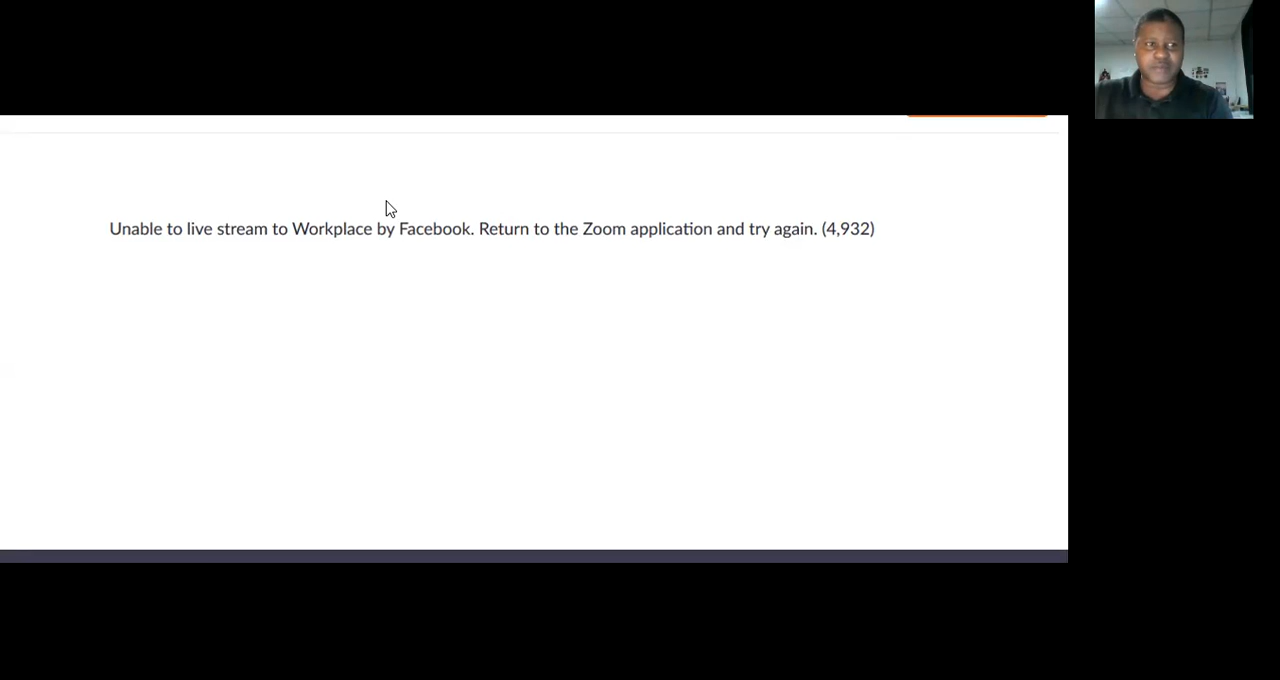 Unable to live stream to Workplace by Facebook. Return to the Zoom application and try again. (4,932)